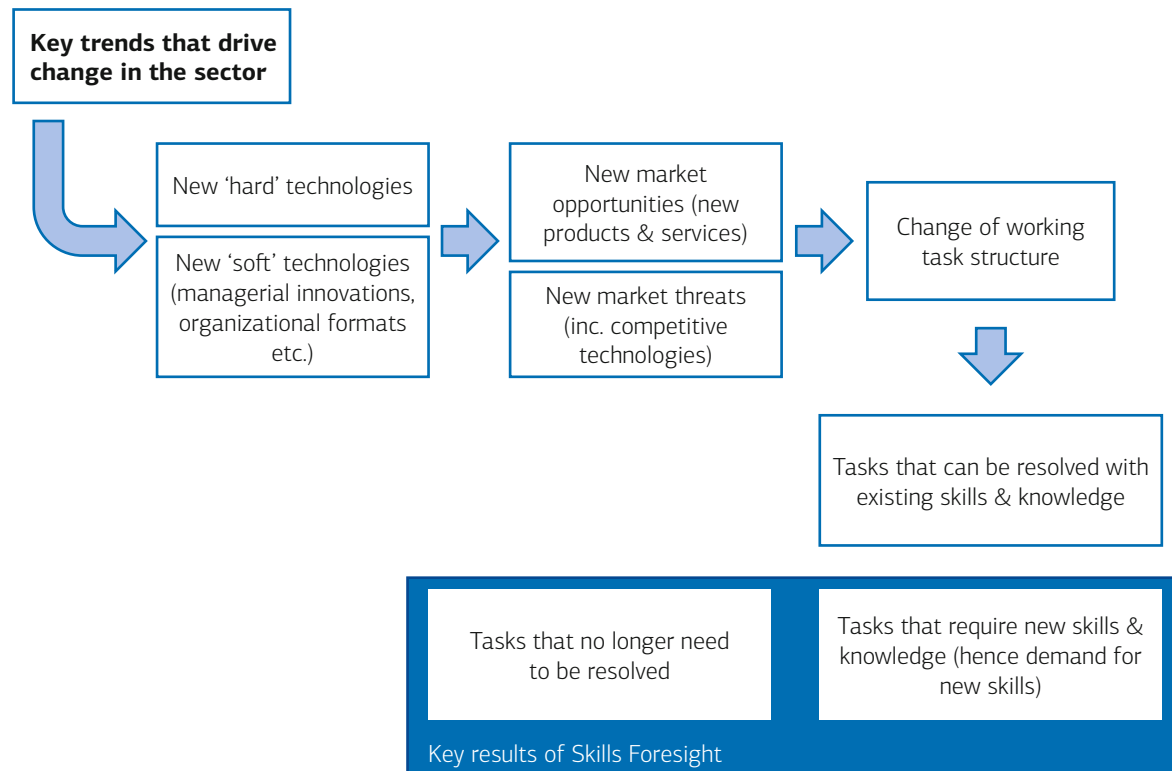 Key trends that drive
change in the sector
New ‘hard’ technologies
New ‘soft’ technologies
(managerial innovations,
organizational formats
etc.)
New market
opportunities (new
products & services)
New market threats
(inc. competitive
technologies)
Change of working
task structure
Tasks that can be resolved with
existing skills & knowledge
Tasks that no longer need
to be resolved
Tasks that require new skills &
knowledge (hence demand for
new skills)
Key results of Skills Foresight